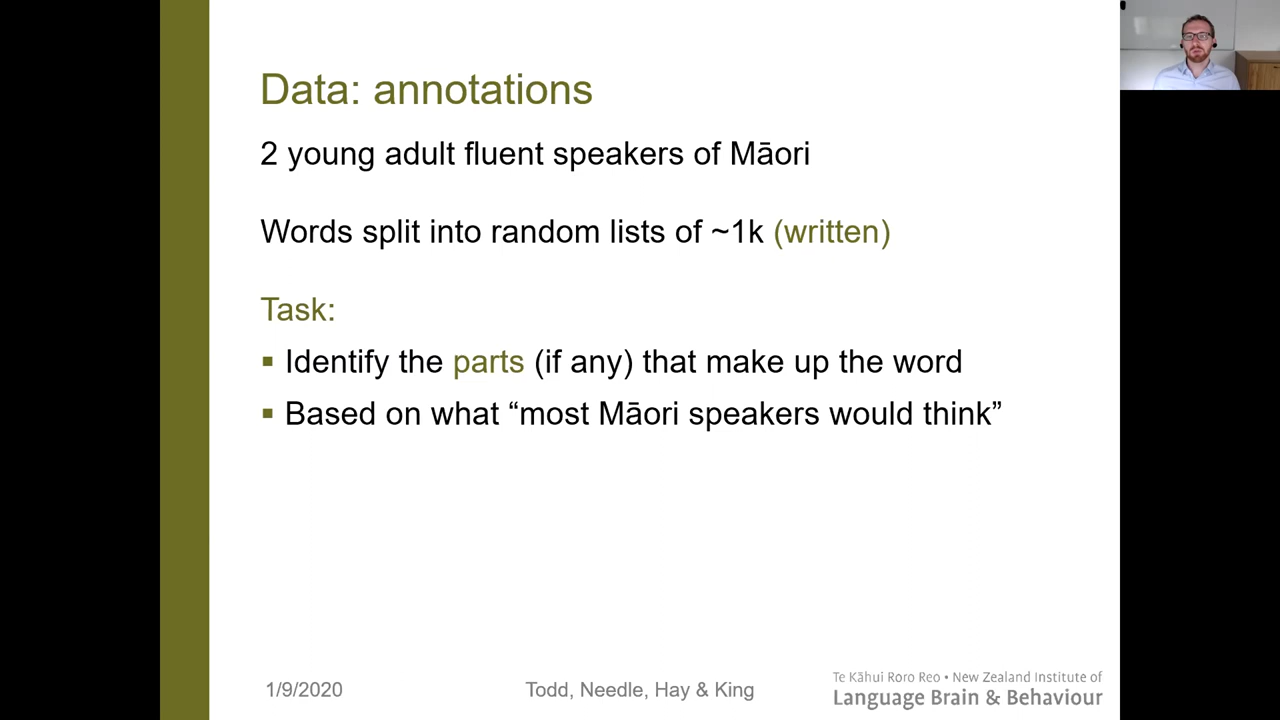 Data: annotations
2 young adult fluent speakers of Māori
Words split into random lists of ~1k (written)
Task:
▪ Identify the parts (if any) that make up the word
▪ Based on what “most Māori speakers would think”
1/9/2020
Todd, Needle, Hay & King
Te Kāhui Roro Reo • New Zealand Institute of
Language Brain & Behaviour